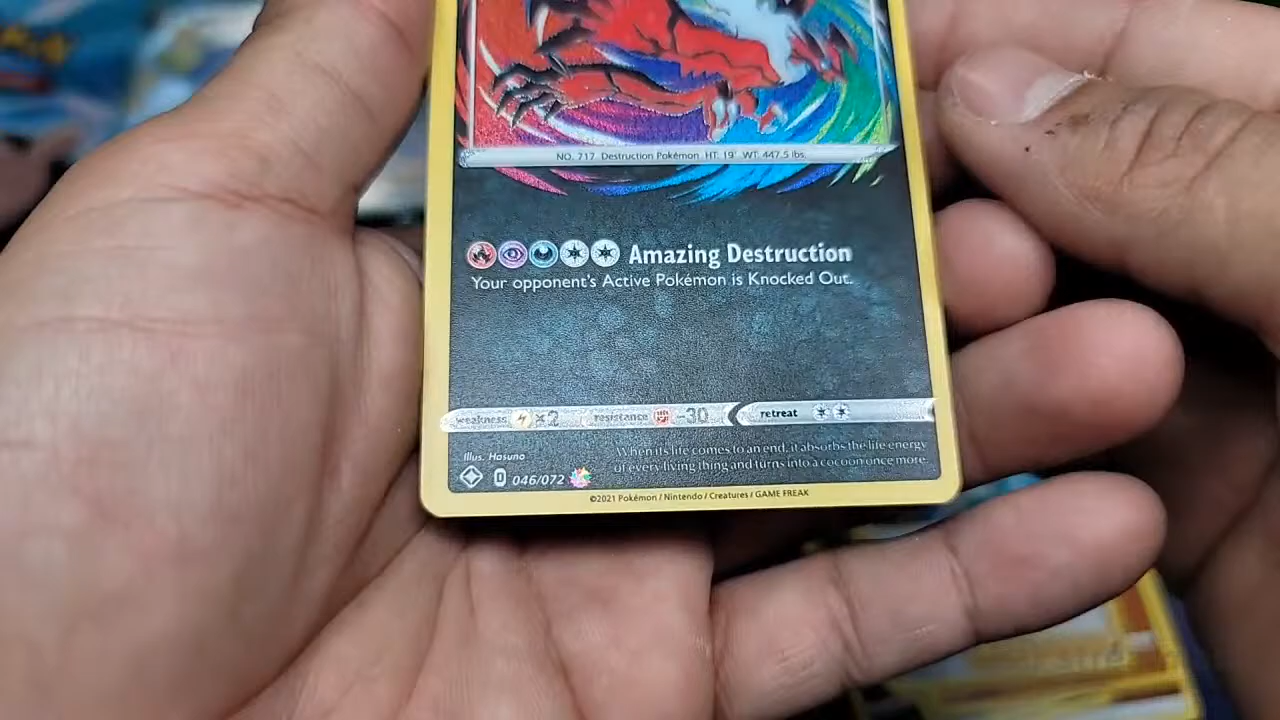 NO. 717 Destruction Pokémon HT: 19' WT: 447.5 lbs.
Amazing Destruction
Your opponent's Active Pokémon is Knocked Out.
weakness ×2 resistance -30 retreat
Illus. Hasuno
When its life comes to an end, it absorbs the life energy
of every living thing and turns into a cocoon once more.
D 046/072
©2021 Pokémon / Nintendo / Creatures / GAME FREAK